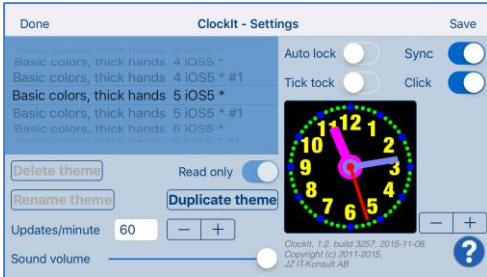 Done ClockIt - Settings Save
Basic colors, thick hands 4 iOS5 *
Basic colors, thick hands 4 iOS5 * #1
Basic colors, thick hands 5 iOS5 *
Basic colors, thick hands 5 iOS5 * #1
Basic colors, thick hands 6 iOS5 *
Auto lock Sync
Tick tock Click
12
11 1
10 2
9 3
8
7 5
6
Delete theme Read only
Rename theme Duplicate theme
Updates/minute 60 − +
− +
Sound volume
ClockIt, 1.2, build 3257, 2015-11-08,
Copyright (c) 2011-2015,
JZ IT-Konsult AB
?